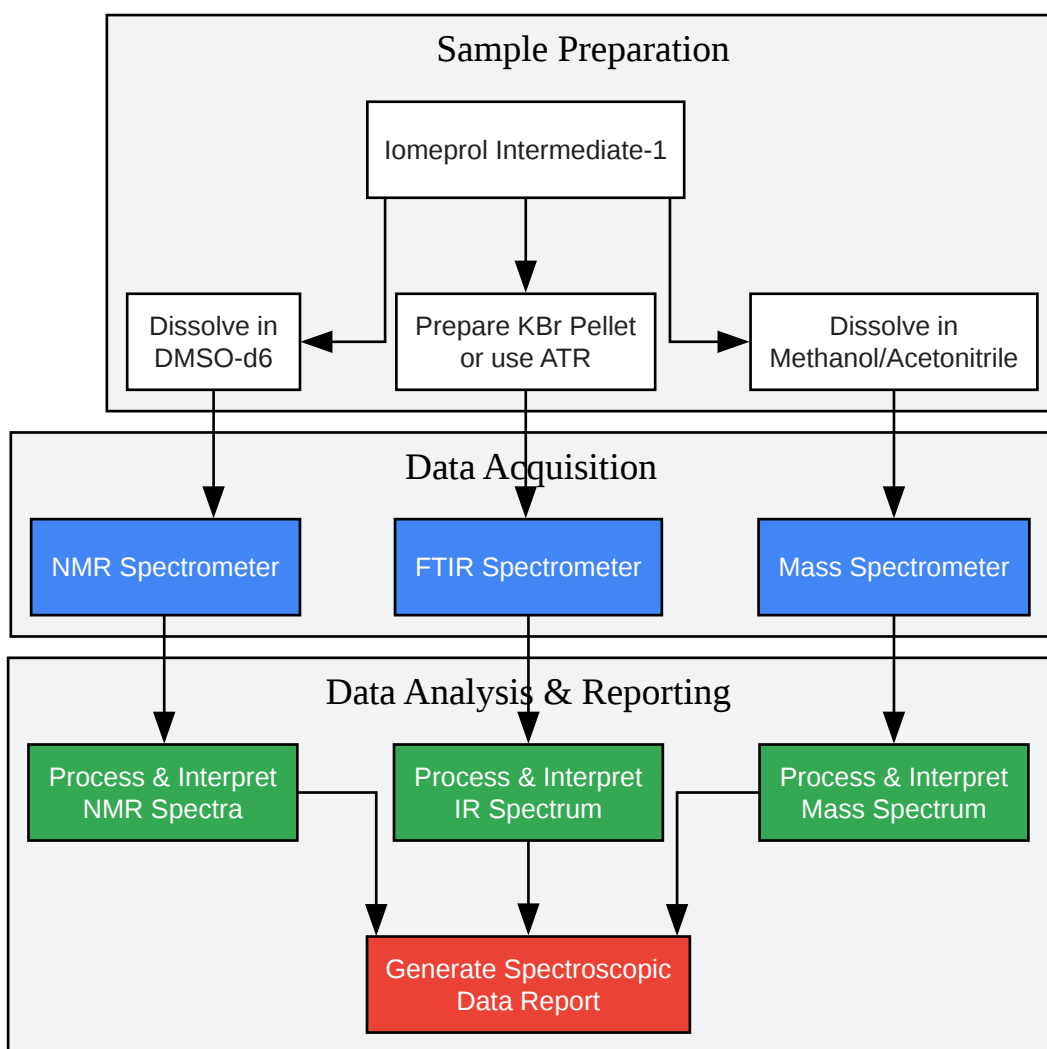 Sample Preparation
Iomeprol Intermediate-1
Dissolve in
DMSO-d6
Prepare KBr Pellet
or use ATR
Dissolve in
Methanol/Acetonitrile
Data Acquisition
NMR Spectrometer
FTIR Spectrometer
Mass Spectrometer
Data Analysis & Reporting
Process & Interpret
NMR Spectra
Process & Interpret
IR Spectrum
Process & Interpret
Mass Spectrum
Generate Spectroscopic
Data Report